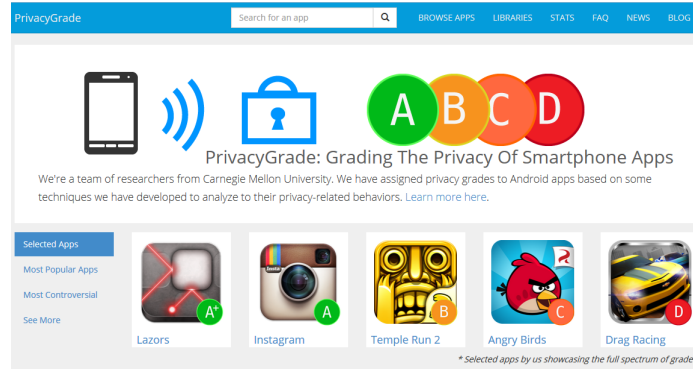 PrivacyGrade
Search for an app
BROWSE APPS LIBRARIES STATS FAQ NEWS BLOG
A B C D
PrivacyGrade: Grading The Privacy Of Smartphone Apps
We're a team of researchers from Carnegie Mellon University. We have assigned privacy grades to Android apps based on some
techniques we have developed to analyze to their privacy-related behaviors. Learn more here.
Selected Apps
Most Popular Apps
Most Controversial
See More
A+ A B C D
Lazors Instagram Temple Run 2 Angry Birds Drag Racing
* Selected apps by us showcasing the full spectrum of grade